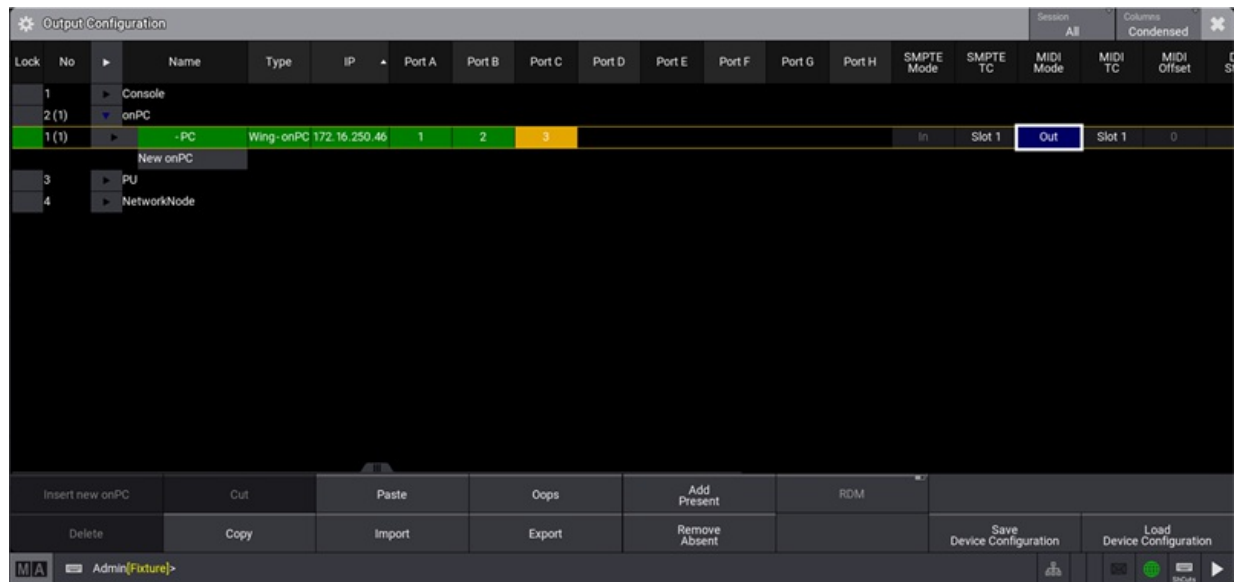 Output Configuration Session All Columns Condensed
Lock No Name Type IP Port A Port B Port C Port D Port E Port F Port G Port H SMPTE Mode SMPTE TC MIDI Mode MIDI TC MIDI Offset
1 Console
2 (1) onPC
1 (1) - PC Wing- onPC 172.16.250.46 1 2 3 In Slot 1 Out Slot 1 0
New onPC
3 PU
4 NetworkNode
Insert new onPC Cut Paste Oops Add Present RDM
Delete Copy Import Export Remove Absent Save Device Configuration Load Device Configuration
MA Admin[Fixture]> ShCuts